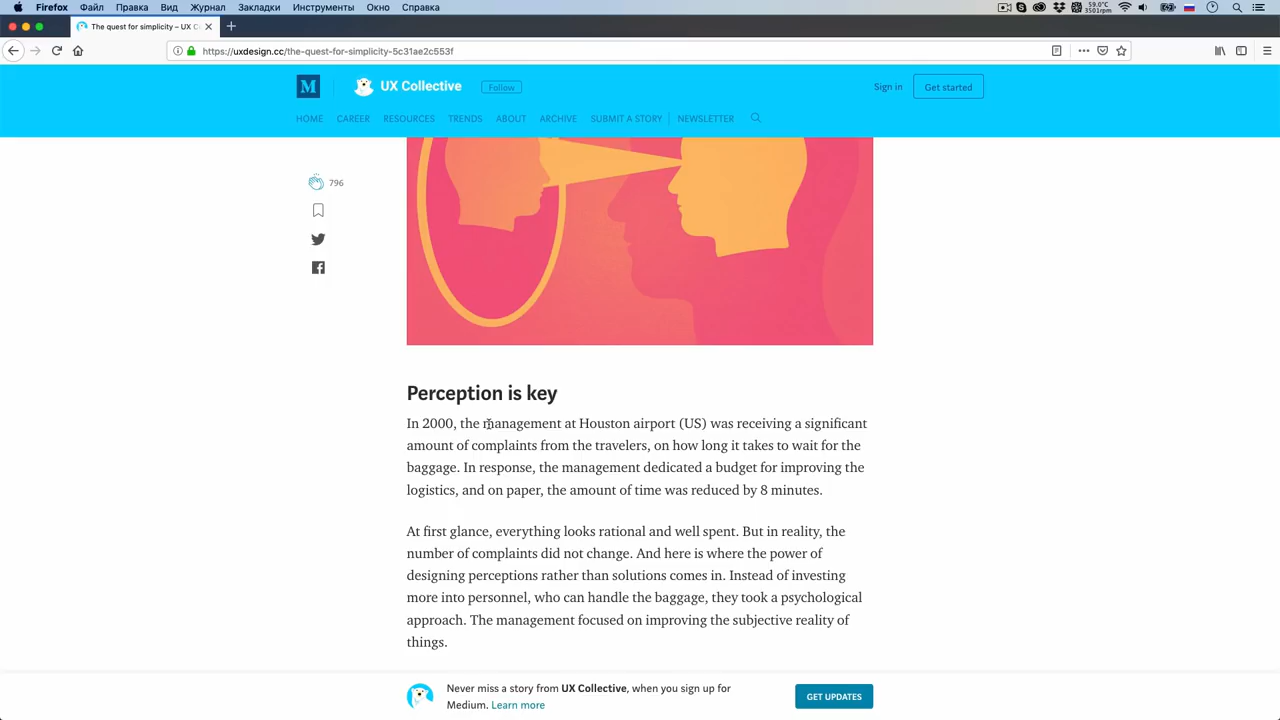 Firefox Файл Правка Вид Журнал Закладки Инструменты Окно Справка
59.0°C
3501rpm
The quest for simplicity – UX C
https://uxdesign.cc/the-quest-for-simplicity-5c31ae2c553f
M UX Collective Follow Sign in Get started
HOME CAREER RESOURCES TRENDS ABOUT ARCHIVE SUBMIT A STORY NEWSLETTER
796
Perception is key
In 2000, the management at Houston airport (US) was receiving a significant
amount of complaints from the travelers, on how long it takes to wait for the
baggage. In response, the management dedicated a budget for improving the
logistics, and on paper, the amount of time was reduced by 8 minutes.
At first glance, everything looks rational and well spent. But in reality, the
number of complaints did not change. And here is where the power of
designing perceptions rather than solutions comes in. Instead of investing
more into personnel, who can handle the baggage, they took a psychological
approach. The management focused on improving the subjective reality of
things.
Never miss a story from UX Collective, when you sign up for
Medium. Learn more
GET UPDATES